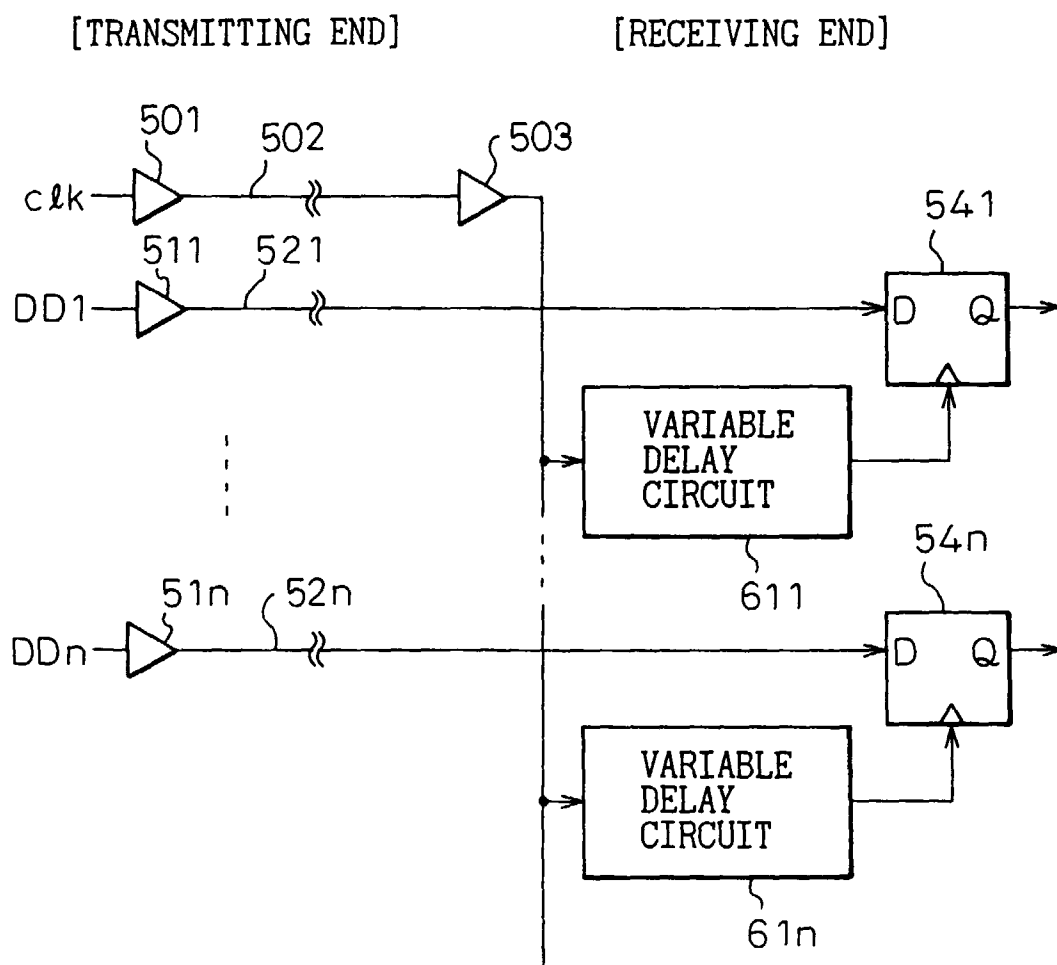 [TRANSMITTING END]
[RECEIVING END]
501
502
503
clk
541
511
521
DD1
D Q
VARIABLE
DELAY
CIRCUIT
611
54n
51n
52n
DDn
D Q
VARIABLE
DELAY
CIRCUIT
61n